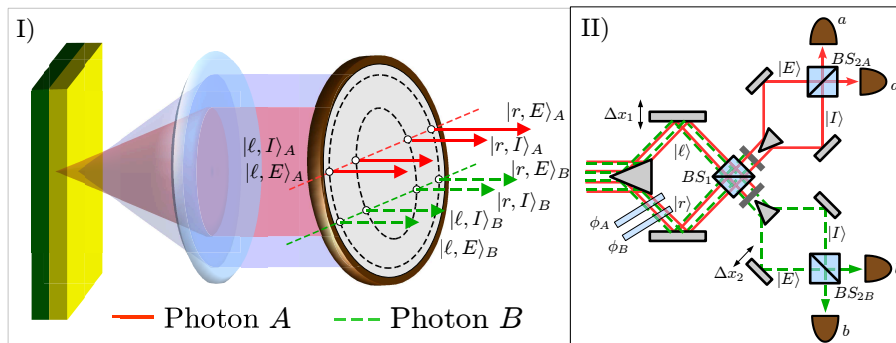 I)
|r, E⟩_A
|r, I⟩_A
|ℓ, I⟩_A
|ℓ, E⟩_A
|r, E⟩_B
|r, I⟩_B
|ℓ, I⟩_B
|ℓ, E⟩_B
Photon A
Photon B
II)
a
BS_2A
|E⟩
|I⟩
Δx_1
|ℓ⟩
BS_1
|r⟩
ϕ_A
ϕ_B
|I⟩
Δx_2
|E⟩
BS_2B
b